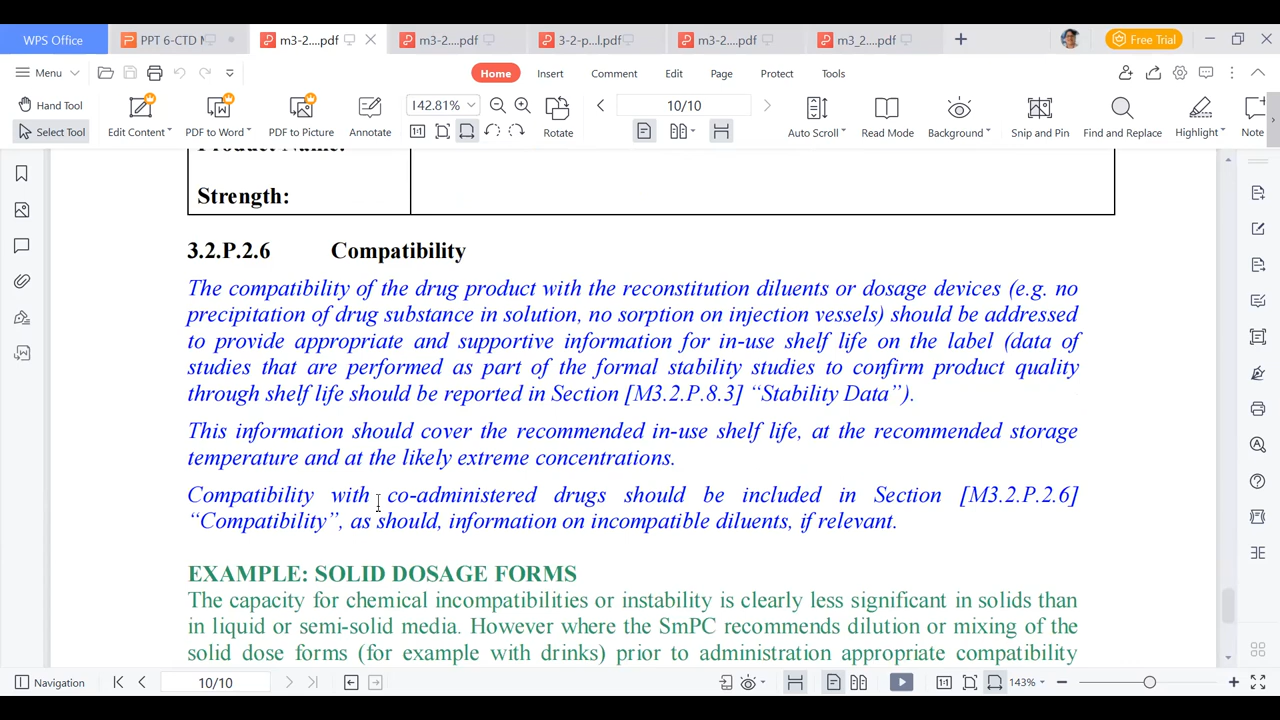 WPS Office
PPT 6-CTD M
m3-2....pdf
m3-2....pdf
3-2-p...l.pdf
m3-2....pdf
m3_2....pdf
Free Trial
Menu
Home
Insert
Comment
Edit
Page
Protect
Tools
Hand Tool
Select Tool
Edit Content
PDF to Word
PDF to Picture
Annotate
142.81%
Rotate
10/10
Auto Scroll
Read Mode
Background
Snip and Pin
Find and Replace
Highlight
Note
Product Name:
Strength:
3.2.P.2.6 Compatibility
The compatibility of the drug product with the reconstitution diluents or dosage devices (e.g. no
precipitation of drug substance in solution, no sorption on injection vessels) should be addressed
to provide appropriate and supportive information for in-use shelf life on the label (data of
studies that are performed as part of the formal stability studies to confirm product quality
through shelf life should be reported in Section [M3.2.P.8.3] “Stability Data”).
This information should cover the recommended in-use shelf life, at the recommended storage
temperature and at the likely extreme concentrations.
Compatibility with co-administered drugs should be included in Section [M3.2.P.2.6]
“Compatibility”, as should, information on incompatible diluents, if relevant.
EXAMPLE: SOLID DOSAGE FORMS
The capacity for chemical incompatibilities or instability is clearly less significant in solids than
in liquid or semi-solid media. However where the SmPC recommends dilution or mixing of the
solid dose forms (for example with drinks) prior to administration appropriate compatibility
Navigation
10/10
143%